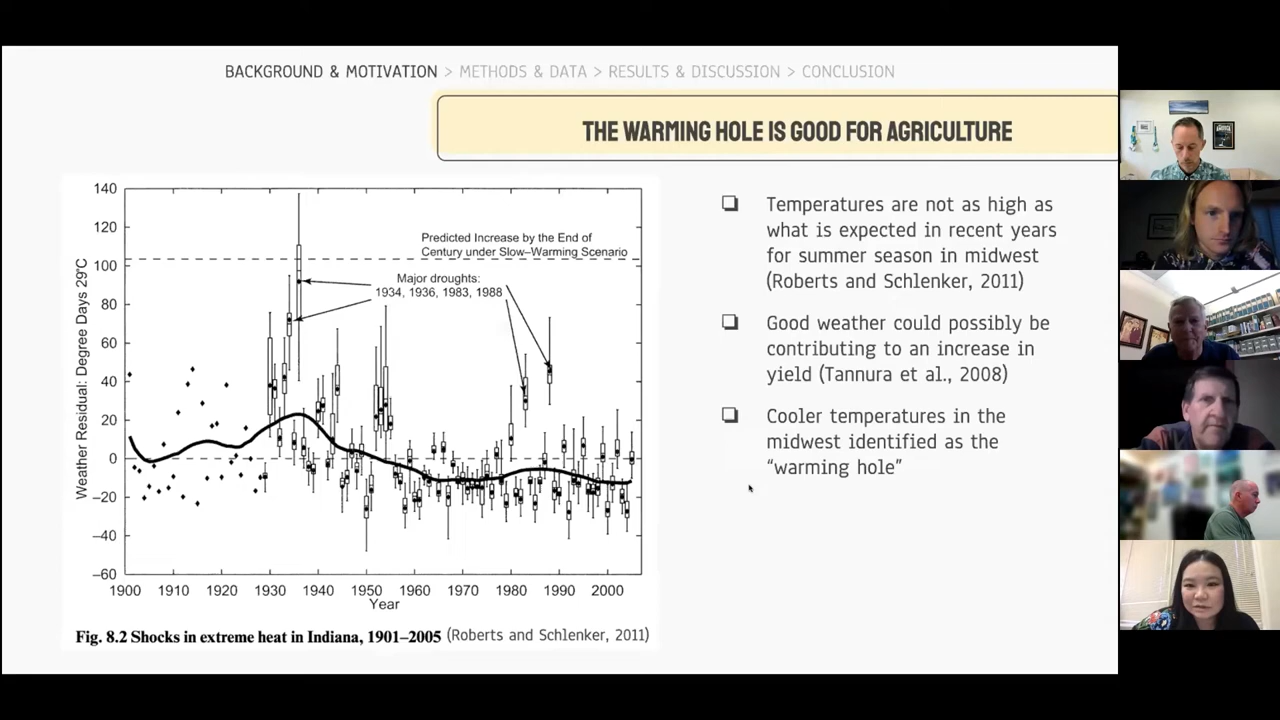 BACKGROUND & MOTIVATION > METHODS & DATA > RESULTS & DISCUSSION > CONCLUSION
THE WARMING HOLE IS GOOD FOR AGRICULTURE
Weather Residual: Degree Days 29°C
140
120
100
80
60
40
20
0
−20
−40
−60
Predicted Increase by the End of
Century under Slow–Warming Scenario
Major droughts:
1934, 1936, 1983, 1988
1900 1910 1920 1930 1940 1950 1960 1970 1980 1990 2000
Year
Fig. 8.2 Shocks in extreme heat in Indiana, 1901–2005 (Roberts and Schlenker, 2011)
Temperatures are not as high as
what is expected in recent years
for summer season in midwest
(Roberts and Schlenker, 2011)
Good weather could possibly be
contributing to an increase in
yield (Tannura et al., 2008)
Cooler temperatures in the
midwest identified as the
“warming hole”